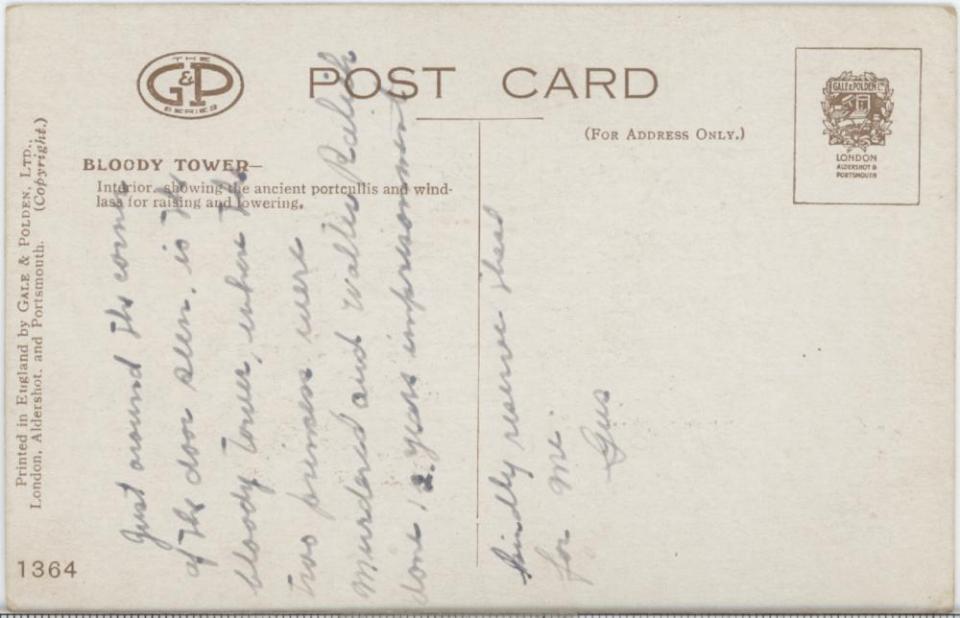 THE
G&P
SERIES
POST CARD
(FOR ADDRESS ONLY.)
GALE & POLDEN LTD
LONDON
ALDERSHOT &
PORTSMOUTH
BLOODY TOWER—
Interior, showing the ancient portcullis and wind-
lass for raising and lowering.
Printed in England by GALE & POLDEN, LTD.,
London, Aldershot, and Portsmouth. (Copyright.)
1364
Just around the corner
of the door seen. is the
bloody Tower, where the
two princess were
Murdered and Walter Raleigh
done 12 years impresonment
kindly reserve these
for me
Gus